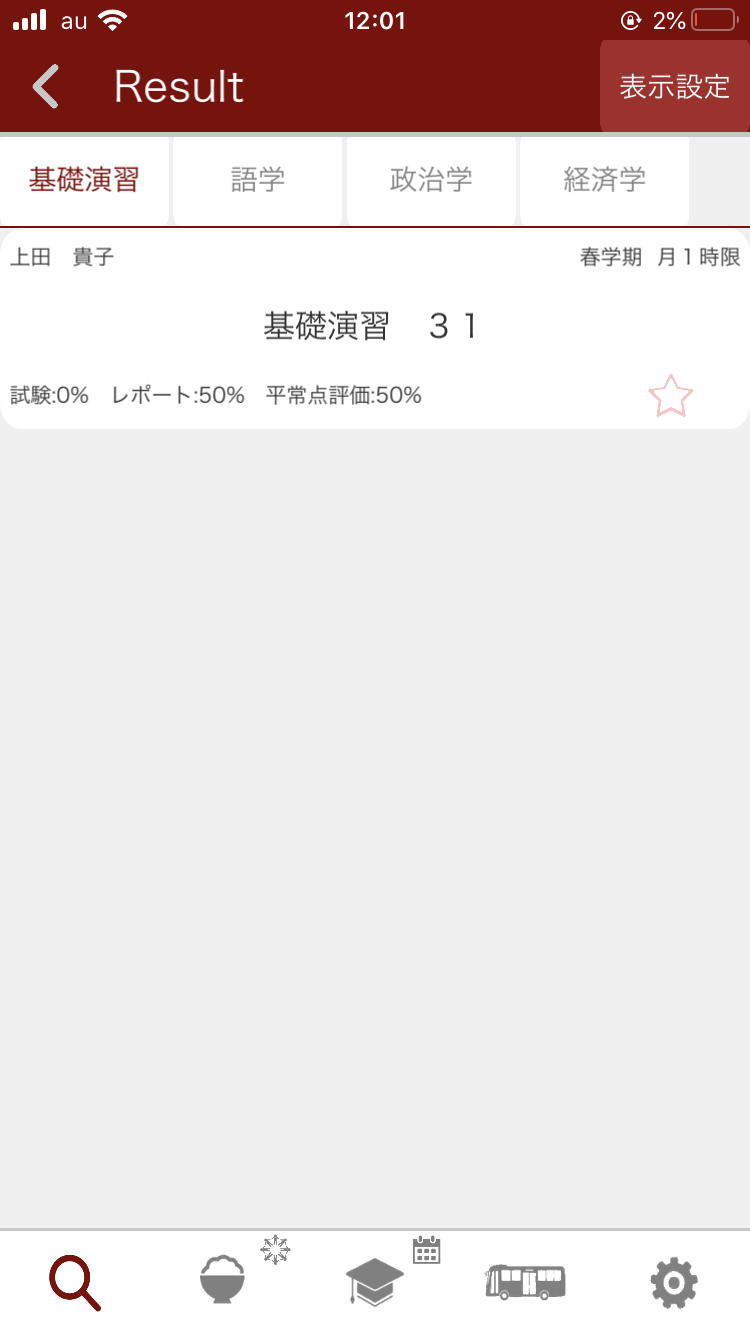 au 12:01 2%
Result 表示設定
基礎演習 語学 政治学 経済学
上田　貴子 春学期 月１時限
基礎演習　３１
試験:0% レポート:50% 平常点評価:50%